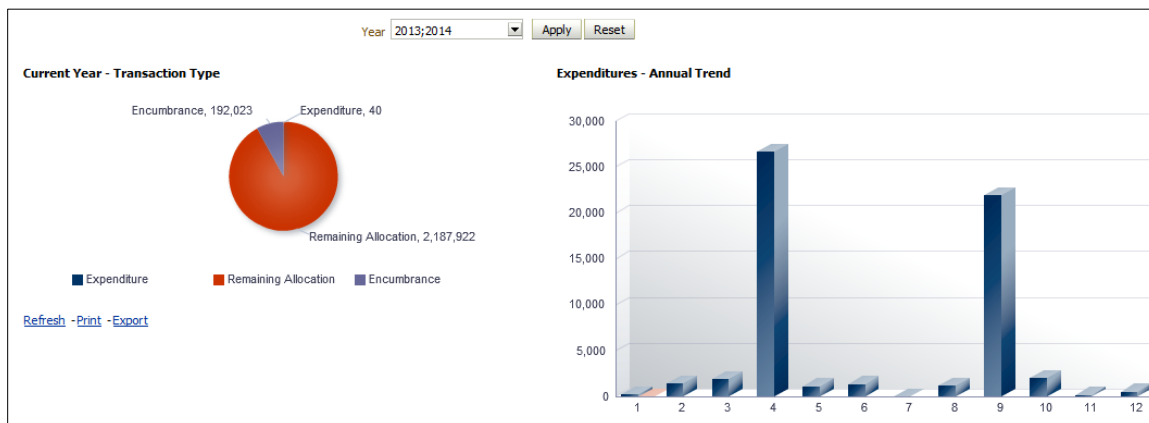 Year 2013;2014 Apply Reset
Current Year - Transaction Type
Encumbrance, 192,023 Expenditure, 40
Remaining Allocation, 2,187,922
Expenditure Remaining Allocation Encumbrance
Refresh -Print -Export
Expenditures - Annual Trend
30,000
25,000
20,000
15,000
10,000
5,000
0
1 2 3 4 5 6 7 8 9 10 11 12